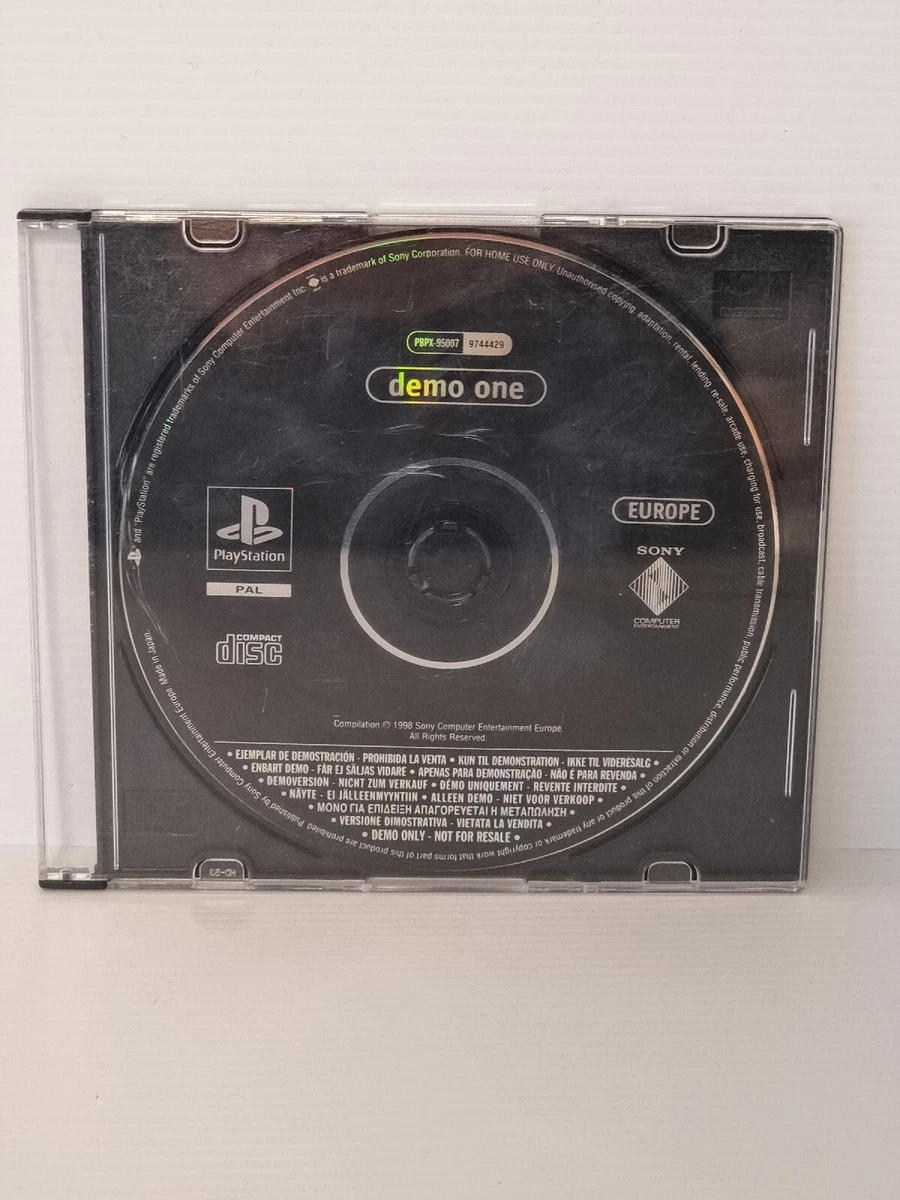 PBPX-95007 9744429
demo one
PlayStation
PAL
COMPACT
disc
EUROPE
SONY
COMPUTER
ENTERTAINMENT
Compilation © 1998 Sony Computer Entertainment Europe.
All Rights Reserved.
• EJEMPLAR DE DEMOSTRACIÓN - PROHIBIDA LA VENTA • KUN TIL DEMONSTRATION - IKKE TIL VIDERESALG •
• ENBART DEMO - FÅR EJ SÄLJAS VIDARE • APENAS PARA DEMONSTRAÇÃO - NÃO É PARA REVENDA •
• DEMOVERSION - NICHT ZUM VERKAUF • DÉMO UNIQUEMENT - REVENTE INTERDITE •
• NÄYTE - EI JÄLLEENMYYNTIIN • ALLEEN DEMO - NIET VOOR VERKOOP •
• ΜΟΝΟ ΓΙΑ ΕΠΙΔΕΙΞΗ ΑΠΑΓΟΡΕΥΕΤΑΙ Η ΜΕΤΑΠΩΛΗΣΗ •
• VERSIONE DIMOSTRATIVA - VIETATA LA VENDITA •
• DEMO ONLY - NOT FOR RESALE •
and "PlayStation" are registered trademarks of Sony Computer Entertainment Inc. is a trademark of Sony Corporation. FOR HOME USE ONLY. Unauthorised copying, adaptation, rental, lending, re-sale, arcade use, charging for use, broadcast, cable transmission, public performance, distribution or extraction of this product or any trademark or copyright work that forms part of this product are prohibited. Published by Sony Computer Entertainment Europe. Made in Japan.
HD-93